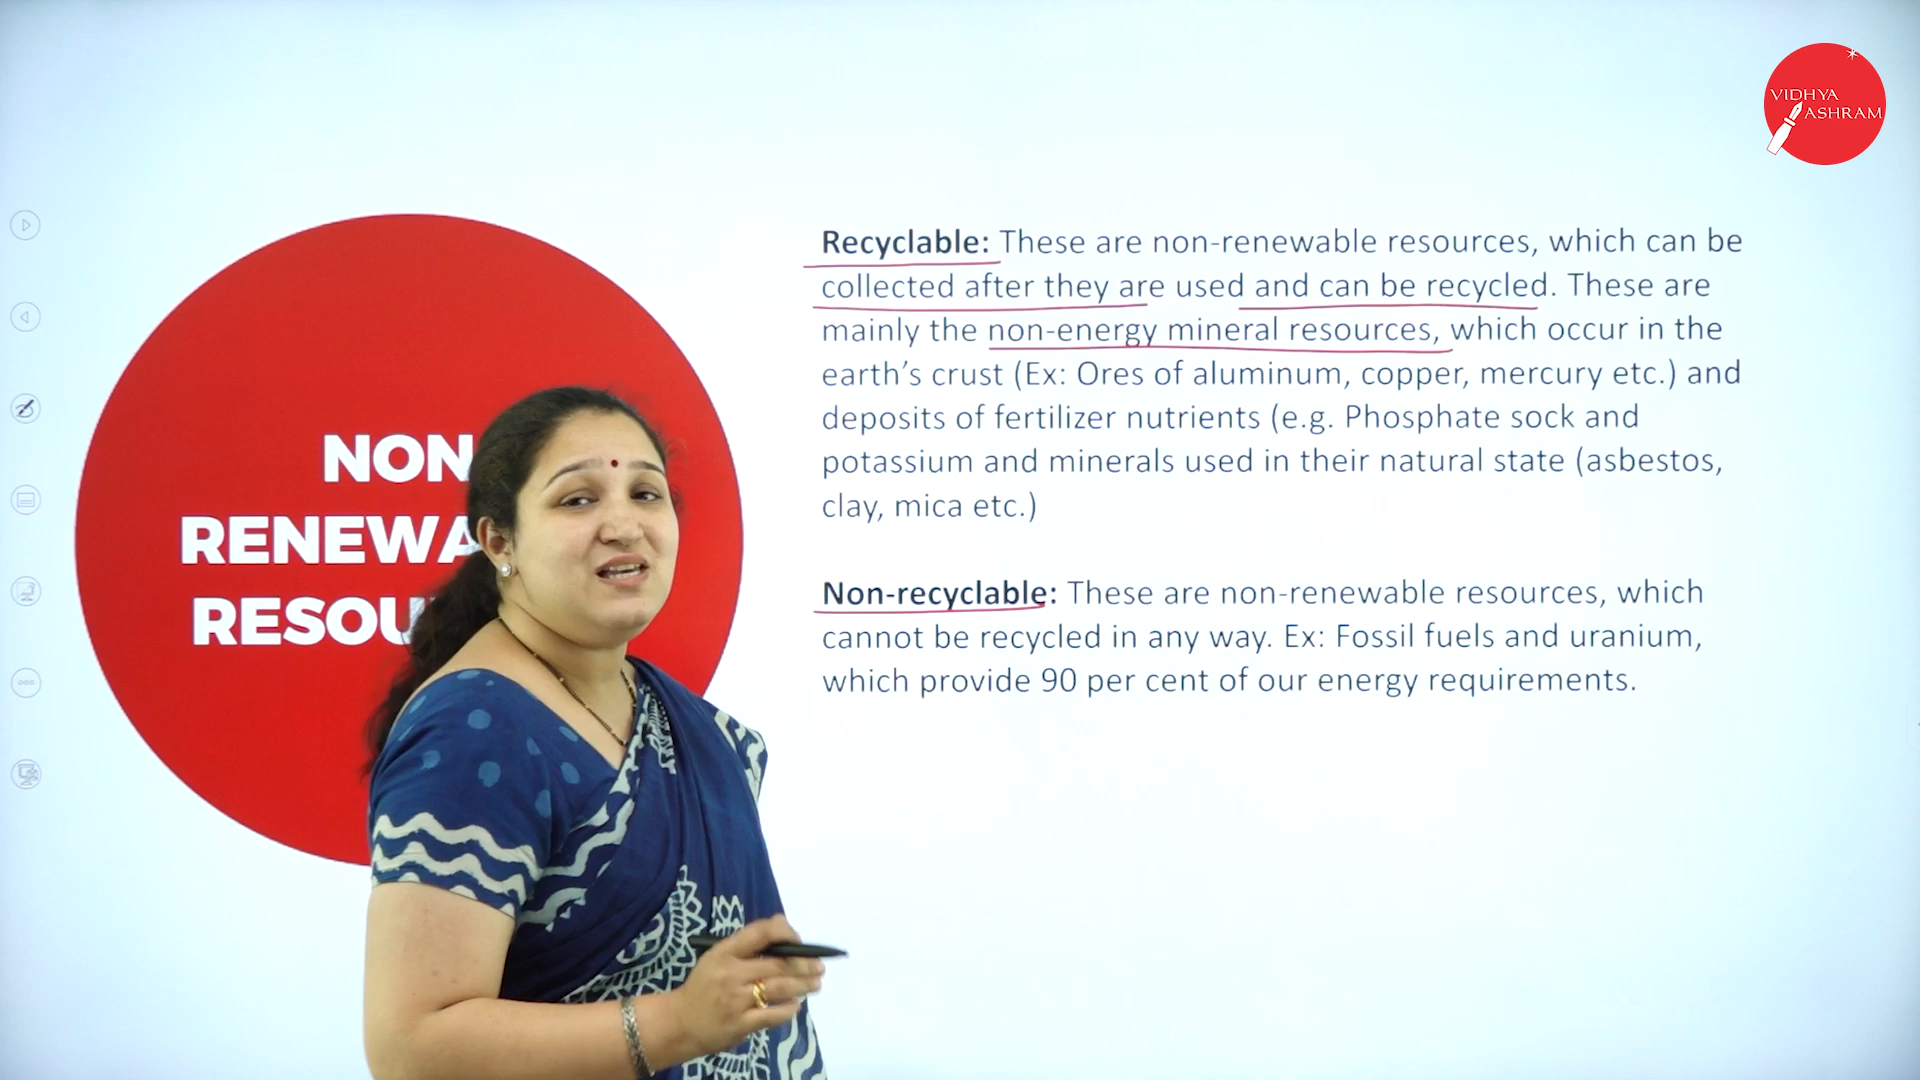 VIDHYA
ASHRAM
NON
RENEWA
RESOU
Recyclable: These are non-renewable resources, which can be
collected after they are used and can be recycled. These are
mainly the non-energy mineral resources, which occur in the
earth’s crust (Ex: Ores of aluminum, copper, mercury etc.) and
deposits of fertilizer nutrients (e.g. Phosphate sock and
potassium and minerals used in their natural state (asbestos,
clay, mica etc.)
Non-recyclable: These are non-renewable resources, which
cannot be recycled in any way. Ex: Fossil fuels and uranium,
which provide 90 per cent of our energy requirements.